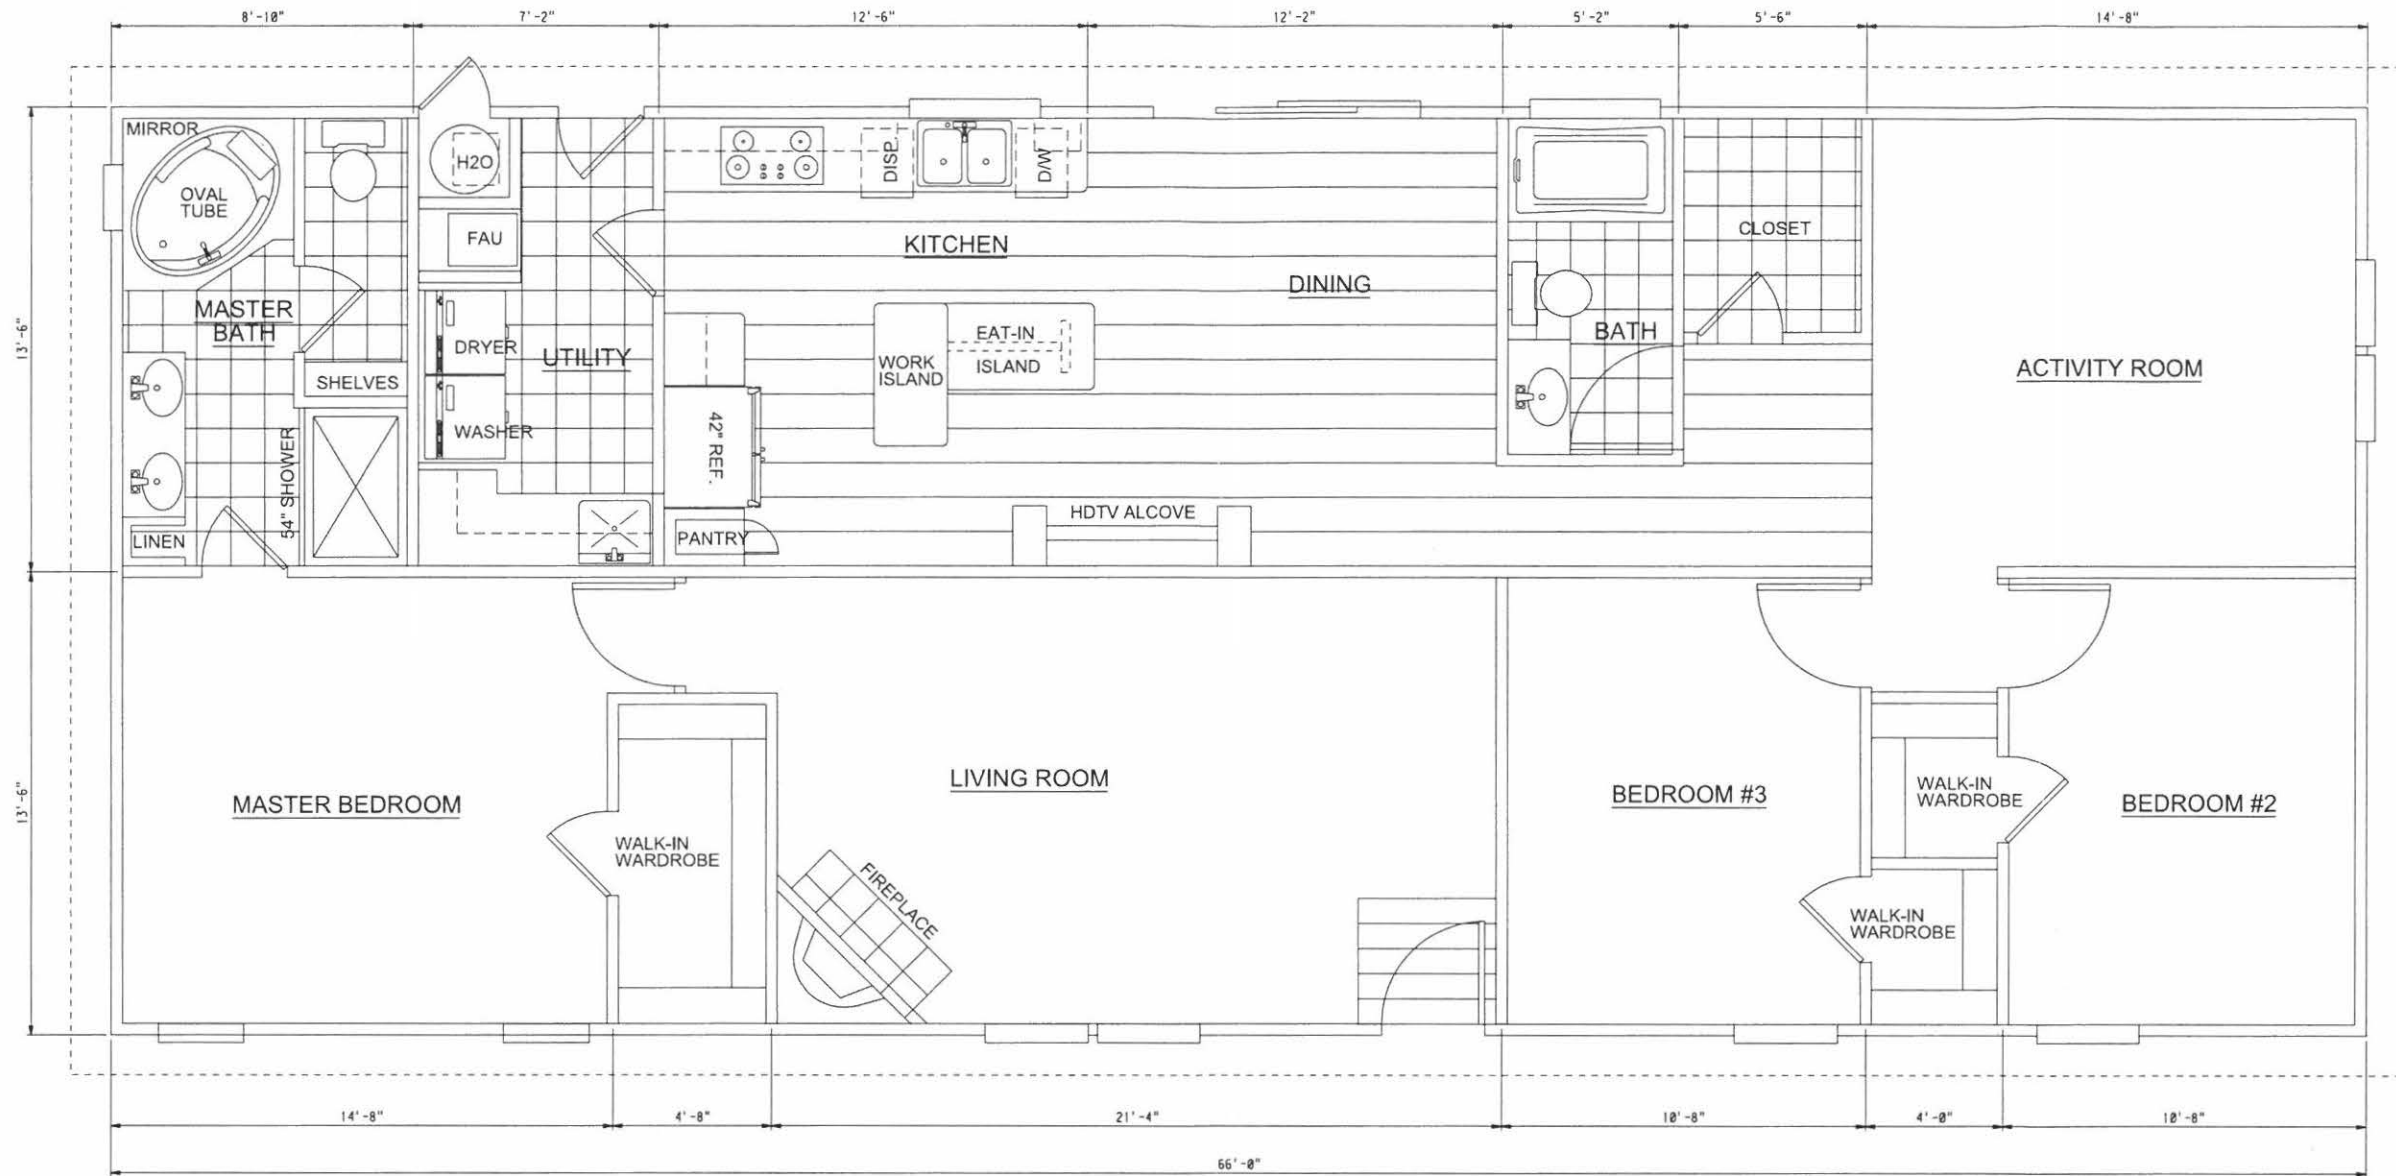 8'-10"
7'-2"
12'-6"
12'-2"
5'-2"
5'-6"
14'-8"
MIRROR
OVAL
TUBE
H2O
FAU
DISP.
D/W
KITCHEN
DINING
CLOSET
MASTER
BATH
DRYER
UTILITY
WASHER
SHELVES
54" SHOWER
LINEN
WORK
ISLAND
EAT-IN
ISLAND
42" REF.
PANTRY
HDTV ALCOVE
BATH
ACTIVITY ROOM
13'-6"
13'-6"
MASTER BEDROOM
WALK-IN
WARDROBE
LIVING ROOM
FIREPLACE
BEDROOM #3
WALK-IN
WARDROBE
WALK-IN
WARDROBE
BEDROOM #2
14'-8"
4'-8"
21'-4"
10'-8"
4'-0"
10'-8"
66'-0"